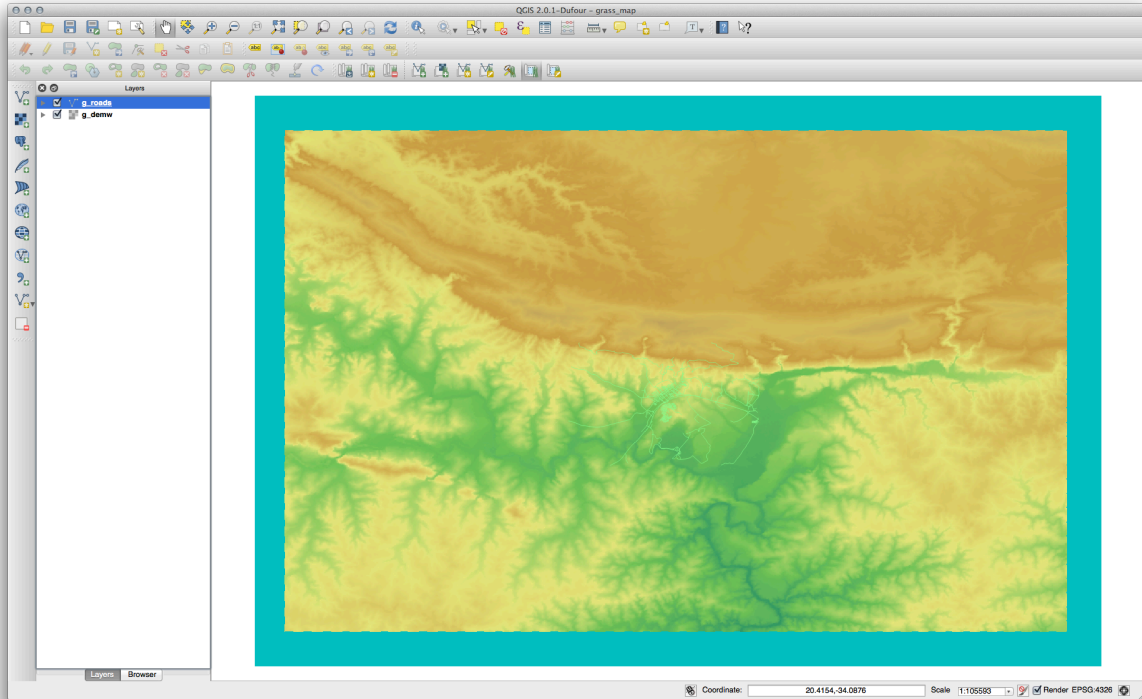 QGIS 2.0.1-Dufour – grass_map
Layers
g_roads
g_demw
Layers Browser
Coordinate: 20.4154,-34.0876 Scale 1:105593 Render EPSG:4326